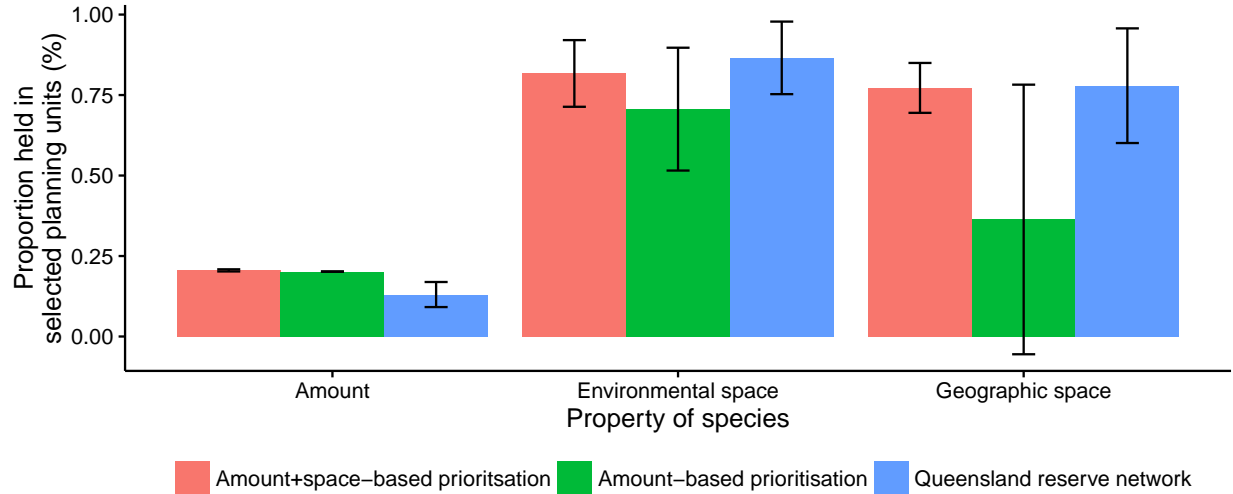 Proportion held in
selected planning units (%)
1.00
0.75
0.50
0.25
0.00
Amount
Environmental space
Geographic space
Property of species
Amount+space−based prioritsation
Amount−based prioritisation
Queensland reserve network